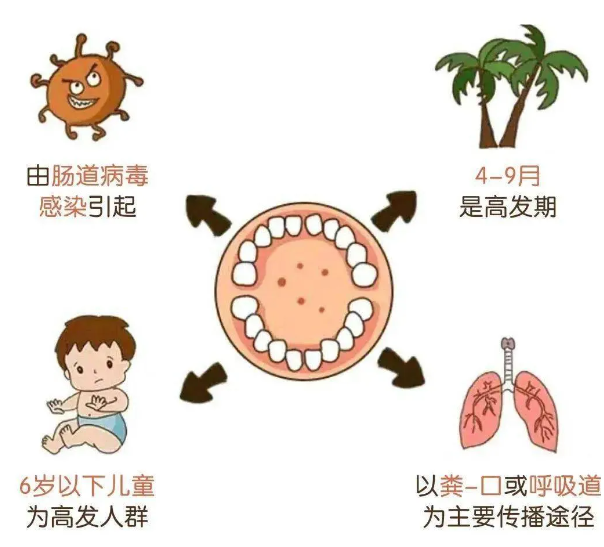 由肠道病毒
感染引起
4-9月
是高发期
6岁以下儿童
为高发人群
以粪-口或呼吸道
为主要传播途径